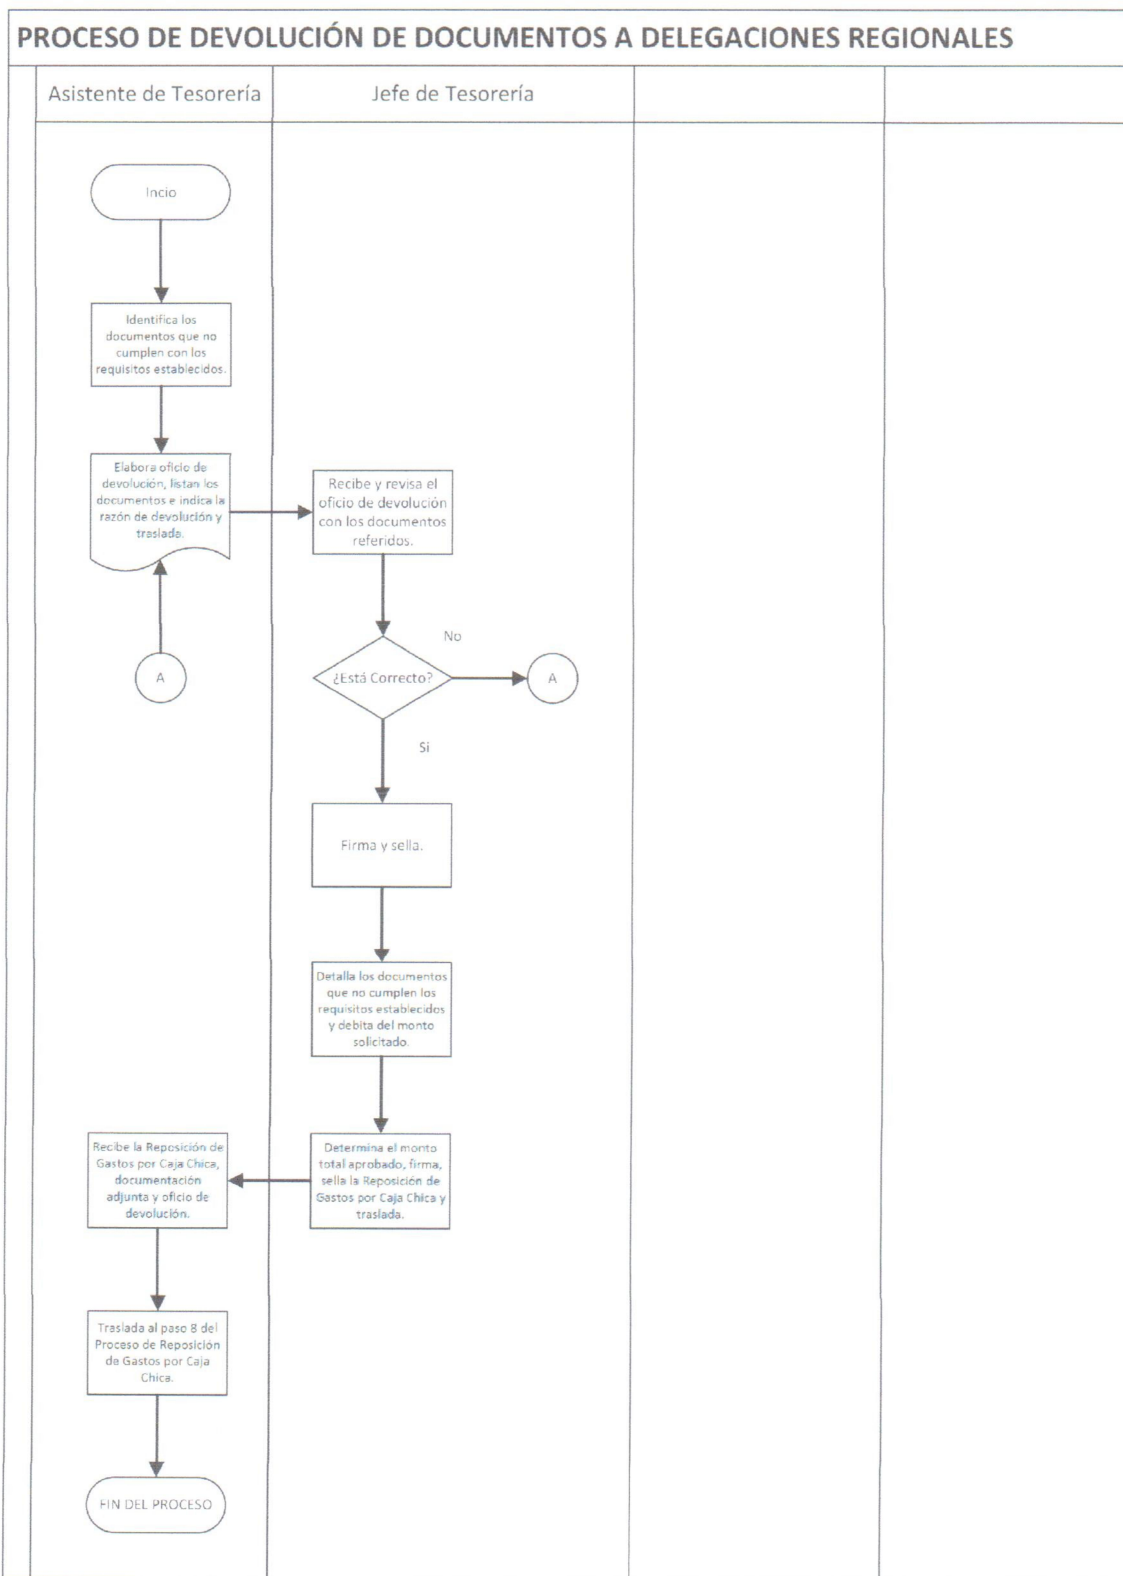 PROCESO DE DEVOLUCIÓN DE DOCUMENTOS A DELEGACIONES REGIONALES
Asistente de Tesorería
Jefe de Tesorería
Incio
Identifica los
documentos que no
cumplen con los
requisitos establecidos.
Elabora oficio de
devolución, listan los
documentos e indica la
razón de devolución y
traslada.
Recibe y revisa el
oficio de devolución
con los documentos
referidos.
No
A
¿Está Correcto?
A
Si
Firma y sella.
Detalla los documentos
que no cumplen los
requisitos establecidos
y debita del monto
solicitado.
Determina el monto
total aprobado, firma,
sella la Reposición de
Gastos por Caja Chica y
traslada.
Recibe la Reposición de
Gastos por Caja Chica,
documentación
adjunta y oficio de
devolución.
Traslada al paso 8 del
Proceso de Reposición
de Gastos por Caja
Chica.
FIN DEL PROCESO